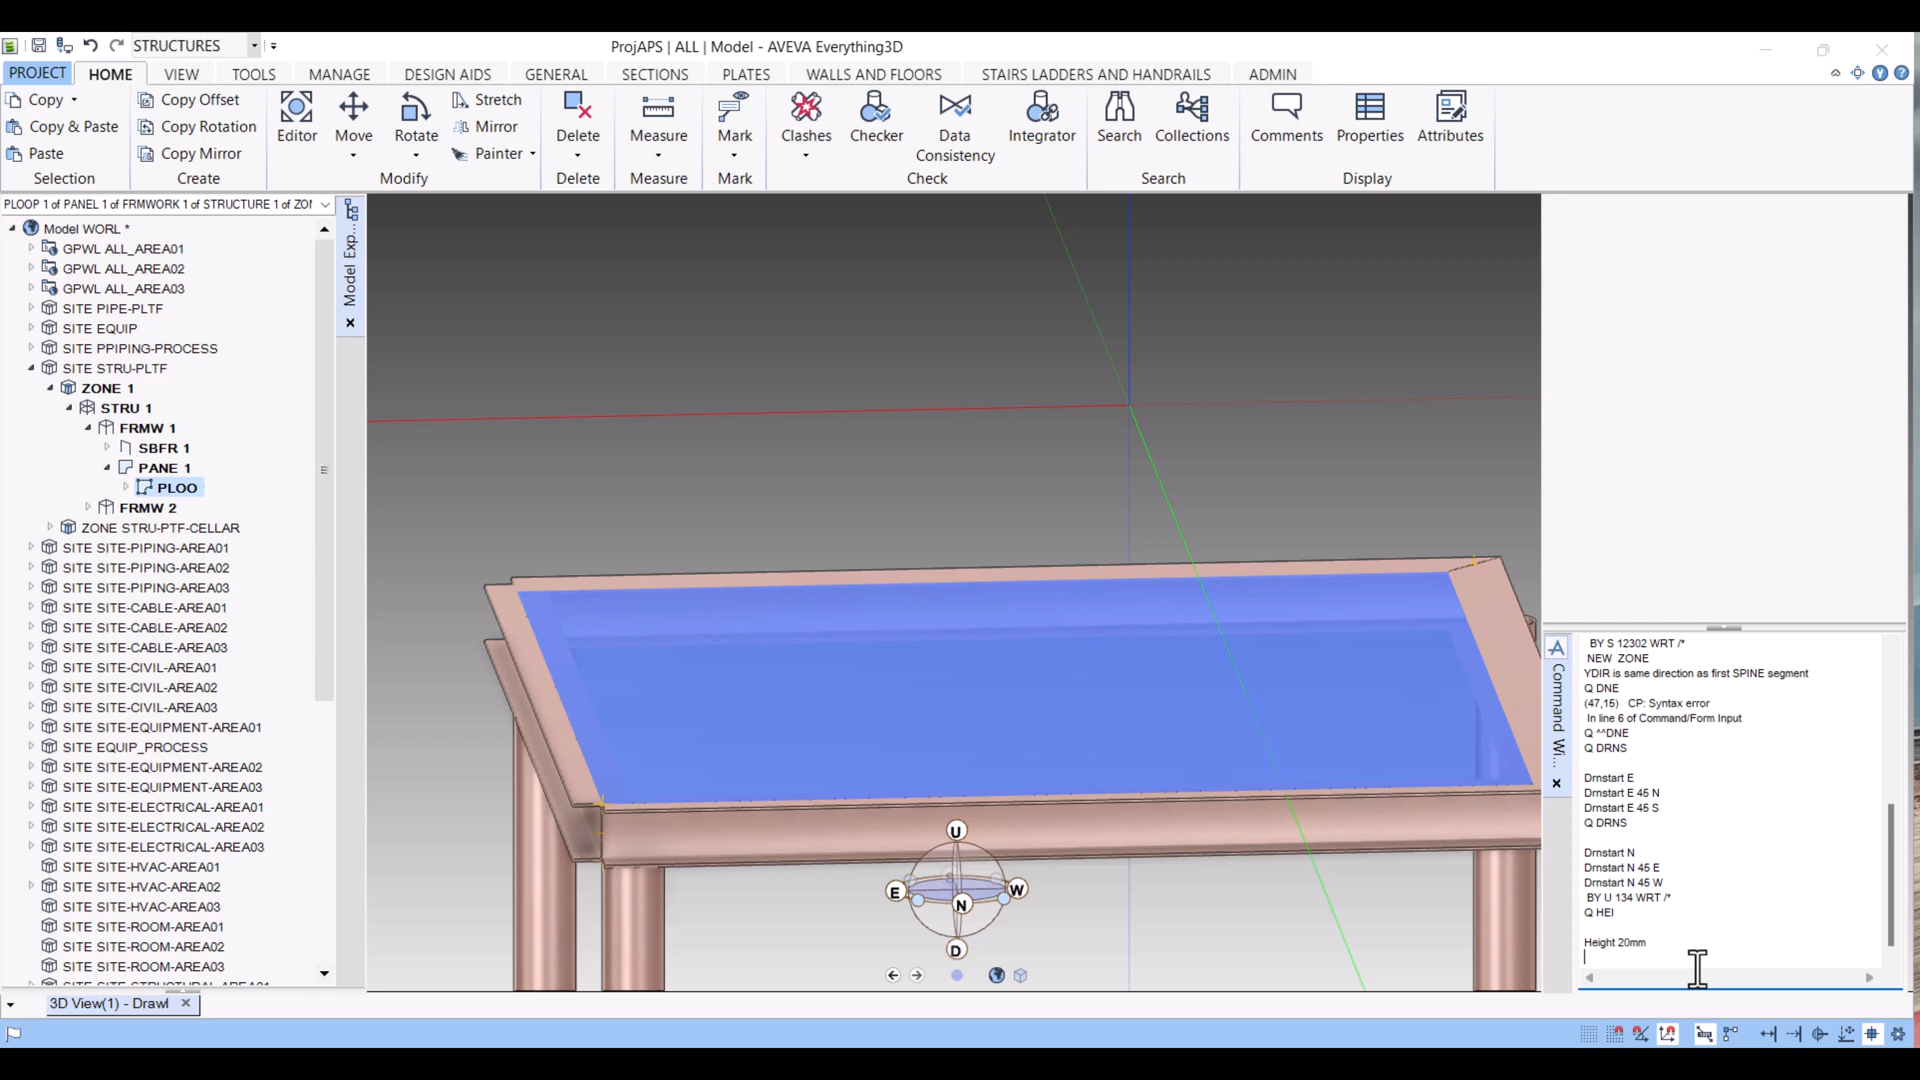 STRUCTURES
ProjAPS | ALL | Model - AVEVA Everything3D
PROJECT HOME VIEW TOOLS MANAGE DESIGN AIDS GENERAL SECTIONS PLATES WALLS AND FLOORS STAIRS LADDERS AND HANDRAILS ADMIN
Copy
Copy & Paste
Paste
Selection
Copy Offset
Copy Rotation
Copy Mirror
Create
Editor
Move
Rotate
Stretch
Mirror
Painter
Modify
Delete
Delete
Measure
Measure
Mark
Mark
Clashes
Checker
Data
Consistency
Integrator
Check
Search
Collections
Search
Comments
Properties
Attributes
Display
PLOOP 1 of PANEL 1 of FRMWORK 1 of STRUCTURE 1 of ZO
Model WORL *
GPWL ALL_AREA01
GPWL ALL_AREA02
GPWL ALL_AREA03
SITE PIPE-PLTF
SITE EQUIP
SITE PPIPING-PROCESS
SITE STRU-PLTF
ZONE 1
STRU 1
FRMW 1
SBFR 1
PANE 1
PLOO
FRMW 2
ZONE STRU-PTF-CELLAR
SITE SITE-PIPING-AREA01
SITE SITE-PIPING-AREA02
SITE SITE-PIPING-AREA03
SITE SITE-CABLE-AREA01
SITE SITE-CABLE-AREA02
SITE SITE-CABLE-AREA03
SITE SITE-CIVIL-AREA01
SITE SITE-CIVIL-AREA02
SITE SITE-CIVIL-AREA03
SITE SITE-EQUIPMENT-AREA01
SITE EQUIP_PROCESS
SITE SITE-EQUIPMENT-AREA02
SITE SITE-EQUIPMENT-AREA03
SITE SITE-ELECTRICAL-AREA01
SITE SITE-ELECTRICAL-AREA02
SITE SITE-ELECTRICAL-AREA03
SITE SITE-HVAC-AREA01
SITE SITE-HVAC-AREA02
SITE SITE-HVAC-AREA03
SITE SITE-ROOM-AREA01
SITE SITE-ROOM-AREA02
SITE SITE-ROOM-AREA03
Model Exp...
U
E
W
N
D
Command Wi...
BY S 12302 WRT /*
NEW ZONE
YDIR is same direction as first SPINE segment
Q DNE
(47,15) CP: Syntax error
In line 6 of Command/Form Input
Q ^^DNE
Q DRNS
Drnstart E
Drnstart E 45 N
Drnstart E 45 S
Q DRNS
Drnstart N
Drnstart N 45 E
Drnstart N 45 W
BY U 134 WRT /*
Q HEI
Height 20mm
3D View(1) - Drawl